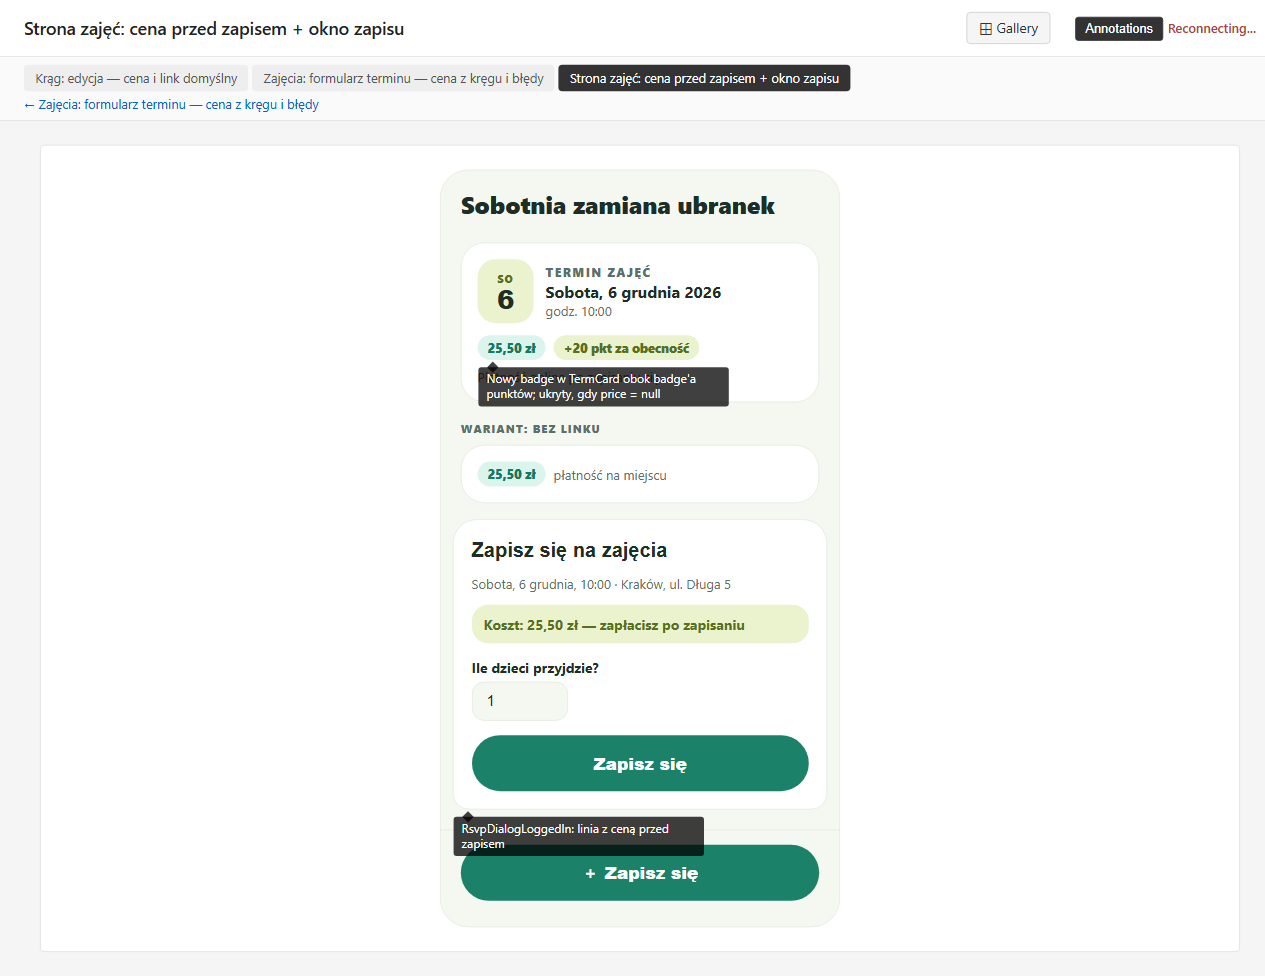 Strona zajęć: cena przed zapisem + okno zapisu
Gallery
Annotations
Reconnecting...
Krąg: edycja — cena i link domyślny
Zajęcia: formularz terminu — cena z kręgu i błędy
Strona zajęć: cena przed zapisem + okno zapisu
← Zajęcia: formularz terminu — cena z kręgu i błędy
Sobotnia zamiana ubranek
SO
6
TERMIN ZAJĘĆ
Sobota, 6 grudnia 2026
godz. 10:00
25,50 zł
+20 pkt za obecność
Nowy badge w TermCard obok badge'a
punktów; ukryty, gdy price = null
WARIANT: BEZ LINKU
25,50 zł
płatność na miejscu
Zapisz się na zajęcia
Sobota, 6 grudnia, 10:00 · Kraków, ul. Długa 5
Koszt: 25,50 zł — zapłacisz po zapisaniu
Ile dzieci przyjdzie?
1
Zapisz się
RsvpDialogLoggedIn: linia z ceną przed
zapisem
+ Zapisz się